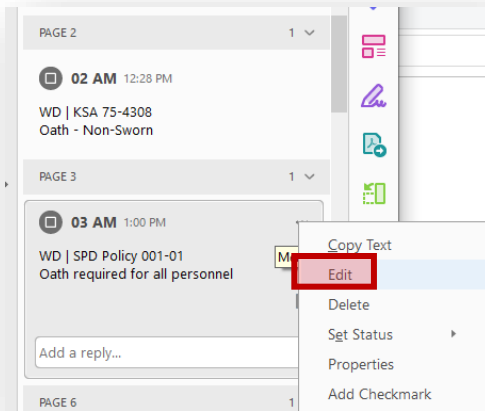 PAGE 2 1
02 AM 12:28 PM
WD | KSA 75-4308
Oath - Non-Sworn
PAGE 3 1
03 AM 1:00 PM
WD | SPD Policy 001-01
Oath required for all personnel
Add a reply...
PAGE 6 1
Copy Text
Edit
Delete
Set Status
Properties
Add Checkmark